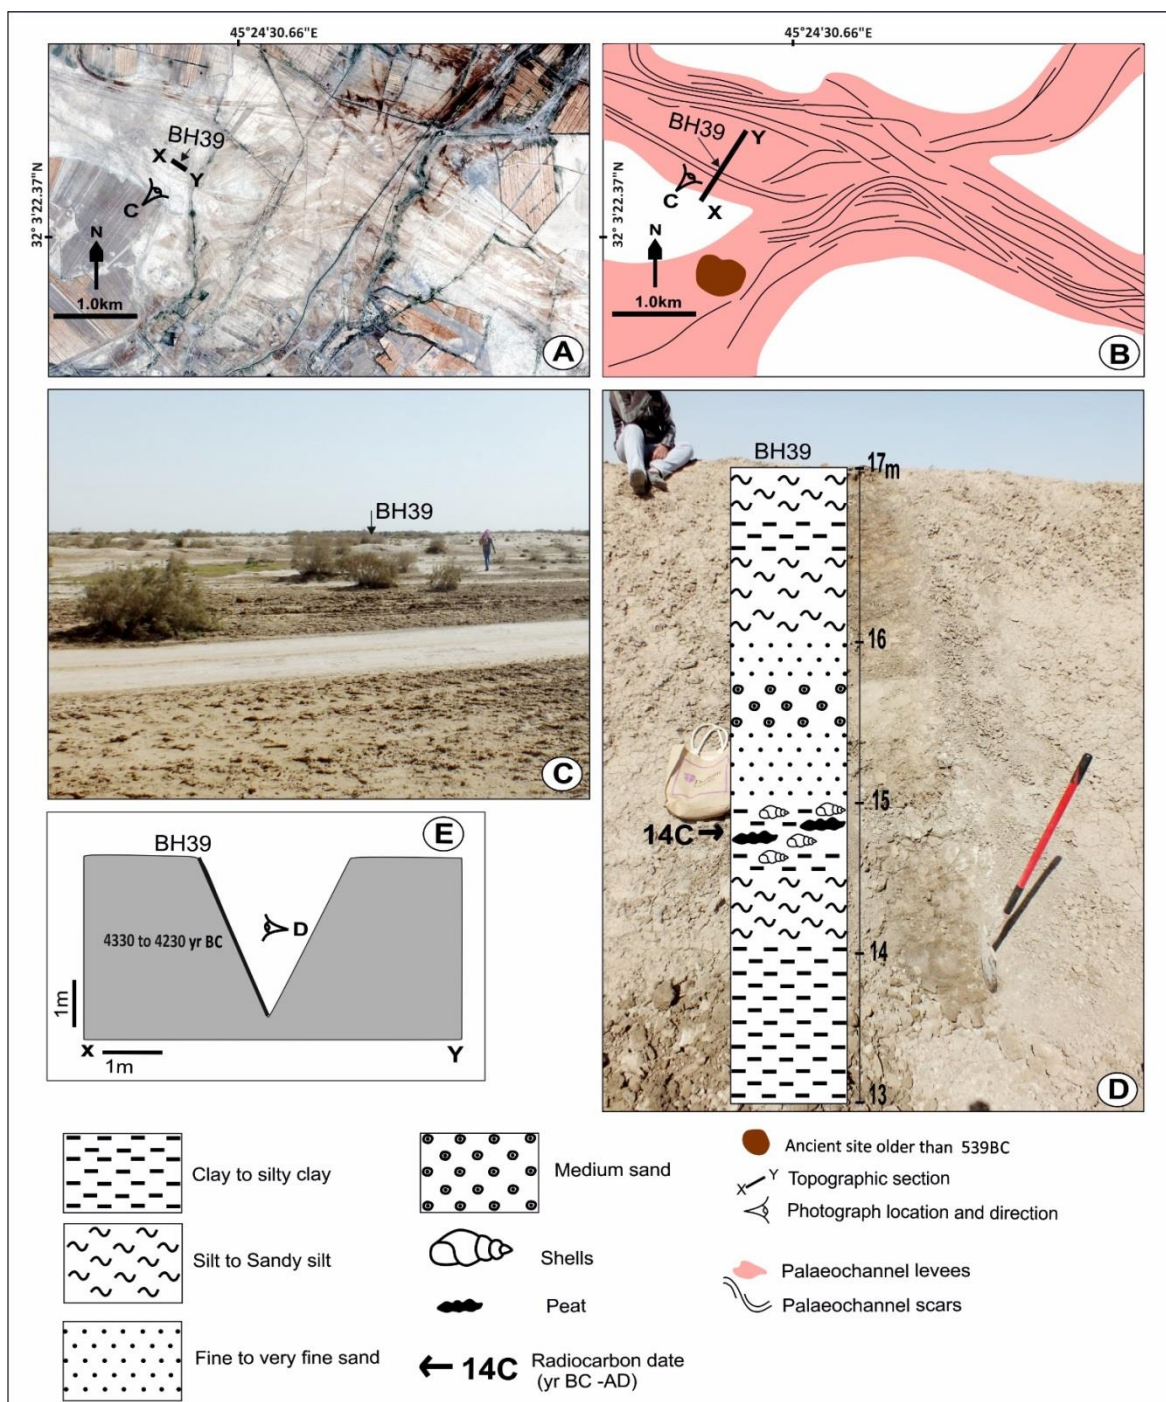 45°24'30.66"E
45°24'30.66"E
32° 3'22.37"N
BH39
X
Y
C
N
1.0km
A
32° 3'22.37"N
BH39
Y
C
X
N
1.0km
B
BH39
C
BH39
17m
16
15
14C
14
13
D
E
BH39
D
4330 to 4230 yr BC
1m
X
Y
1m
Clay to silty clay
Silt to Sandy silt
Fine to very fine sand
Medium sand
Shells
Peat
14C Radiocarbon date
(yr BC -AD)
Ancient site older than 539BC
X Y Topographic section
Photograph location and direction
Palaeochannel levees
Palaeochannel scars